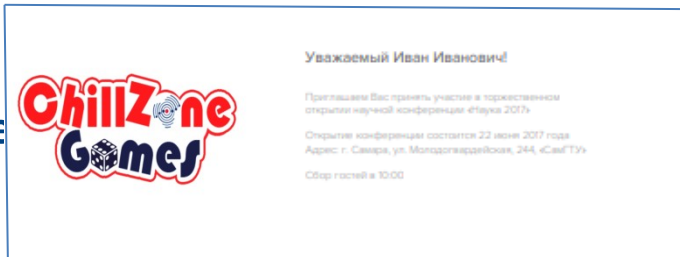 ChillZone
Games
Уважаемый Иван Иванович!
Приглашаем Вас принять участие в торжественном
открытии научной конференции «Наука 2017»
Открытие конференции состоится 22 июня 2017 года
Адрес: г. Самара, ул. Молодогвардейская, 244, «СамГТУ»
Сбор гостей в 10:00